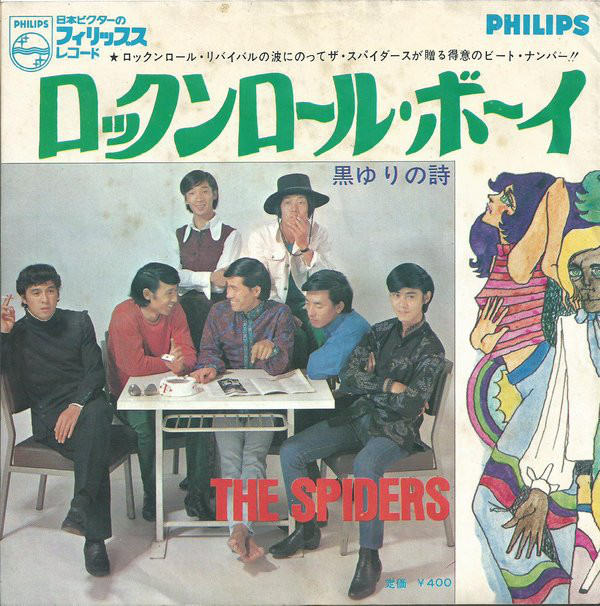 PHILIPS
日本ビクターの
フィリップス
レコード
PHILIPS
★ロックンロール・リバイバルの波にのってザ・スパイダースが贈る得意のビート・ナンバー!!
ロックンロール・ボーイ
黒ゆりの詩
THE SPIDERS
定価 ¥400